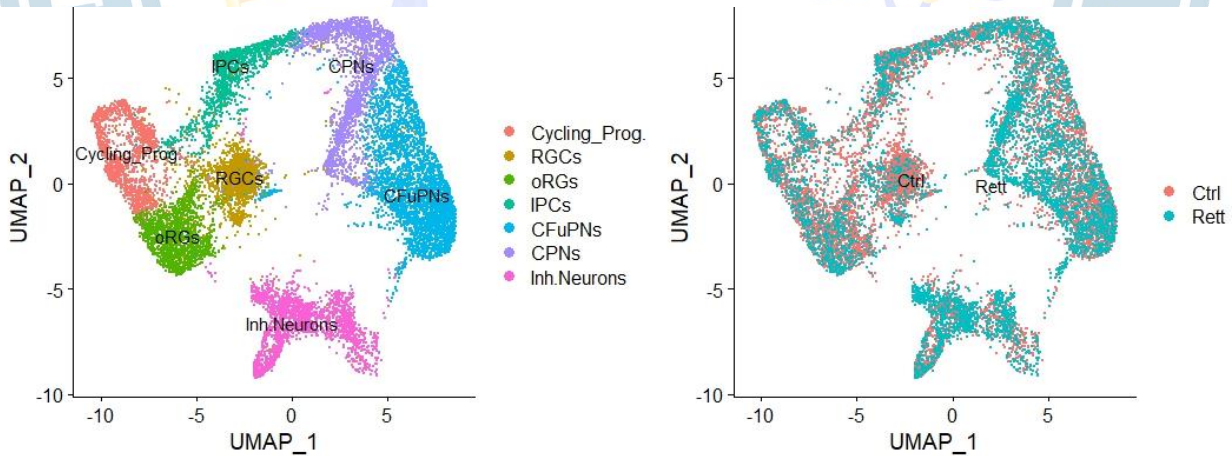 5
0
-5
-10
UMAP_2
-10
-5
0
5
UMAP_1
IPCs
CPNs
Cycling_Prog.
RGCs
CFuPNs
oRGs
Inh.Neurons
Cycling_Prog.
RGCs
oRGs
IPCs
CFuPNs
CPNs
Inh.Neurons
5
0
-5
-10
UMAP_2
-10
-5
0
5
UMAP_1
Ctrl
Rett
Ctrl
Rett